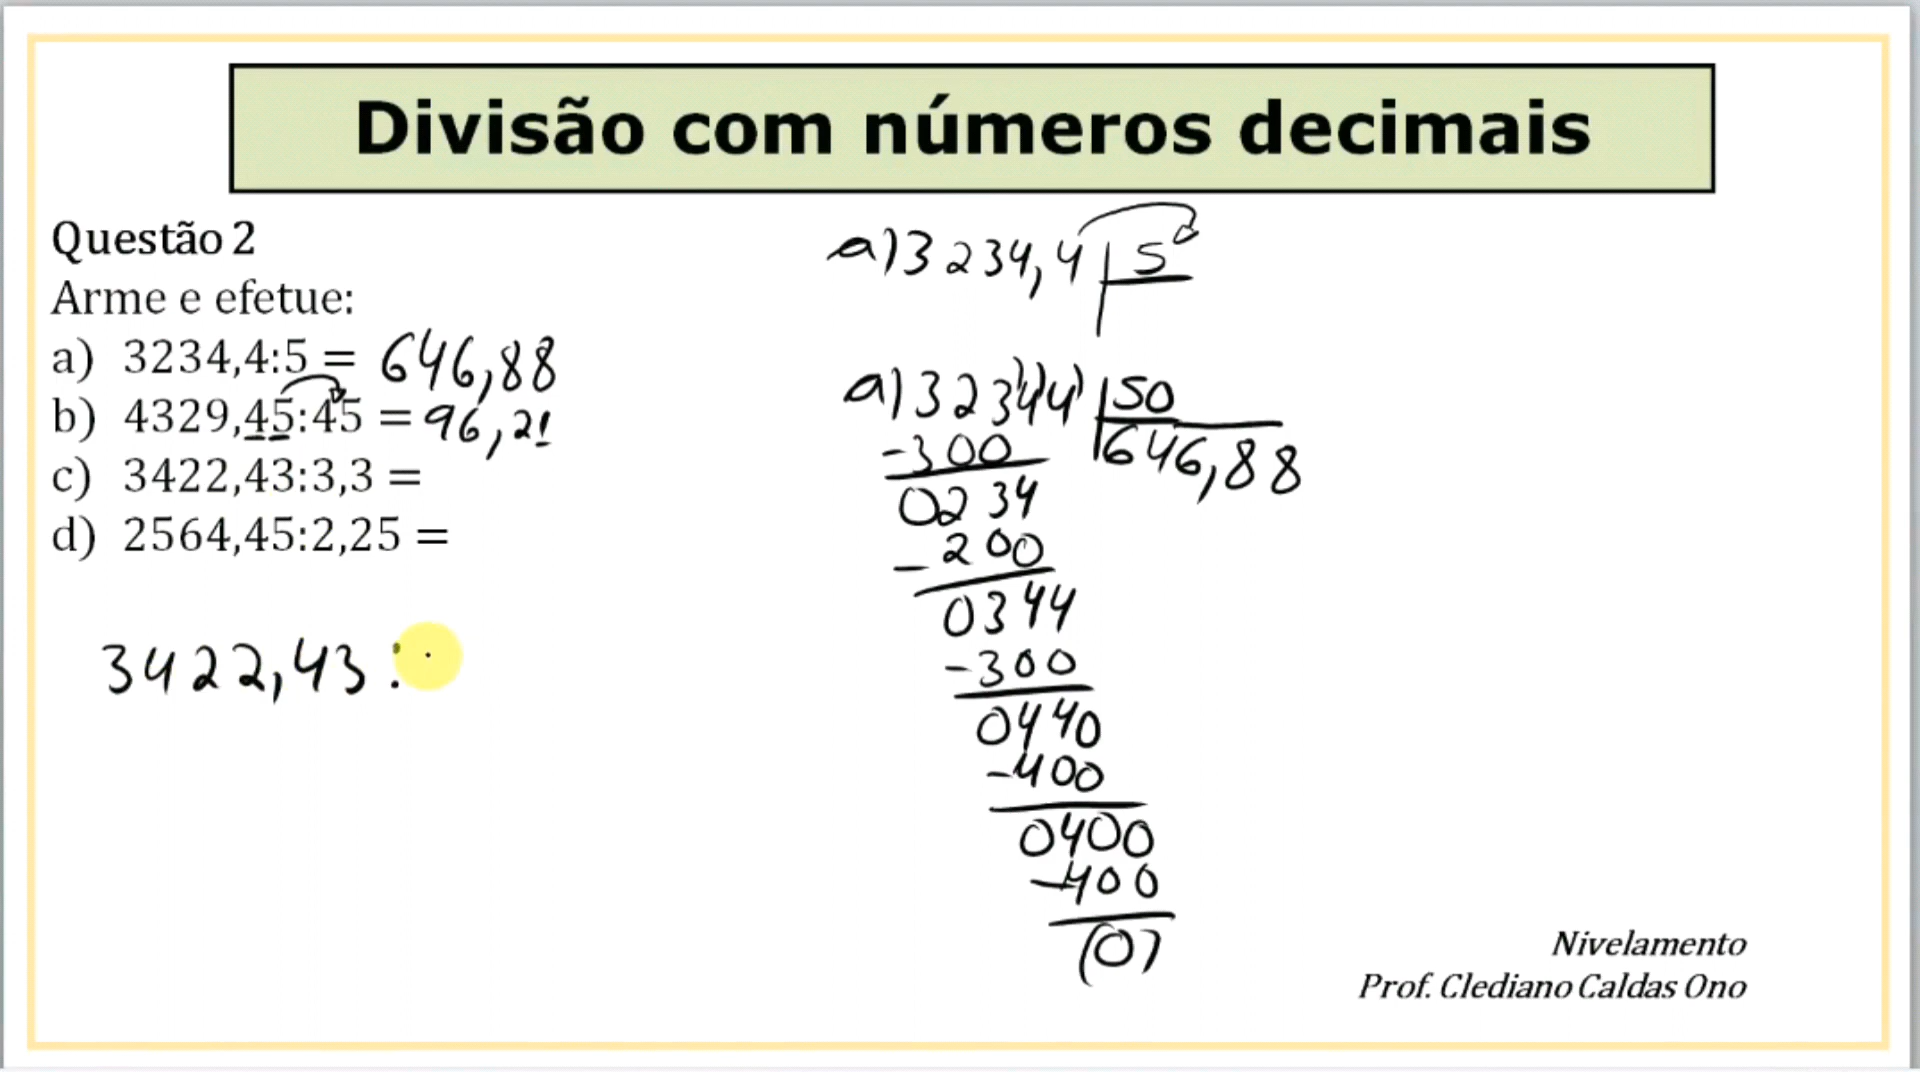 Divisão com números decimais
Questão 2
Arme e efetue:
a) 3234,4:5 = 646,88
b) 4329,45:45 = 96,21
c) 3422,43:3,3 =
d) 2564,45:2,25 =
3422,43 :
a) 3234,4 5
a) 32344 50
-300 646,88
0234
-200
0344
-300
0440
-400
0400
-400
(0)
Nivelamento
Prof. Clediano Caldas Ono